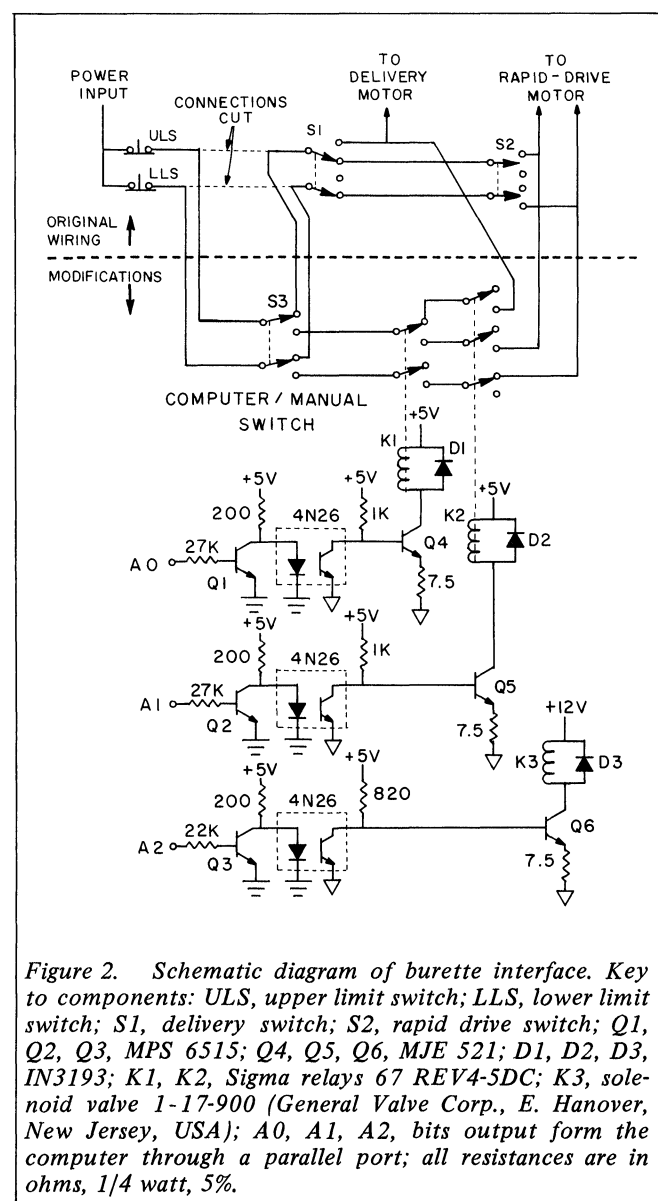 TO
DELIVERY
MOTOR
TO
RAPID-DRIVE
MOTOR
POWER
INPUT
CONNECTIONS
CUT
ULS
S1
S2
LLS
ORIGINAL
WIRING
MODIFICATIONS
S3
COMPUTER / MANUAL
SWITCH
+5V
K1
D1
+5V
+5V
+5V
K2
200
4N26
1K
D2
A0
27K
Q1
Q4
7.5
+5V
+5V
200
4N26
1K
A1
27K
Q2
Q5
7.5
+12V
+5V
+5V
K3
D3
200
4N26
820
A2
22K
Q3
Q6
7.5
Figure 2. Schematic diagram of burette interface. Key
to components: ULS, upper limit switch; LLS, lower limit
switch; S1, delivery switch; S2, rapid drive switch; Q1,
Q2, Q3, MPS 6515; Q4, Q5, Q6, MJE 521; D1, D2, D3,
IN3193; K1, K2, Sigma relays 67 REV4-5DC; K3, sole-
noid valve 1-17-900 (General Valve Corp., E. Hanover,
New Jersey, USA); A0, A1, A2, bits output form the
computer through a parallel port; all resistances are in
ohms, 1/4 watt, 5%.